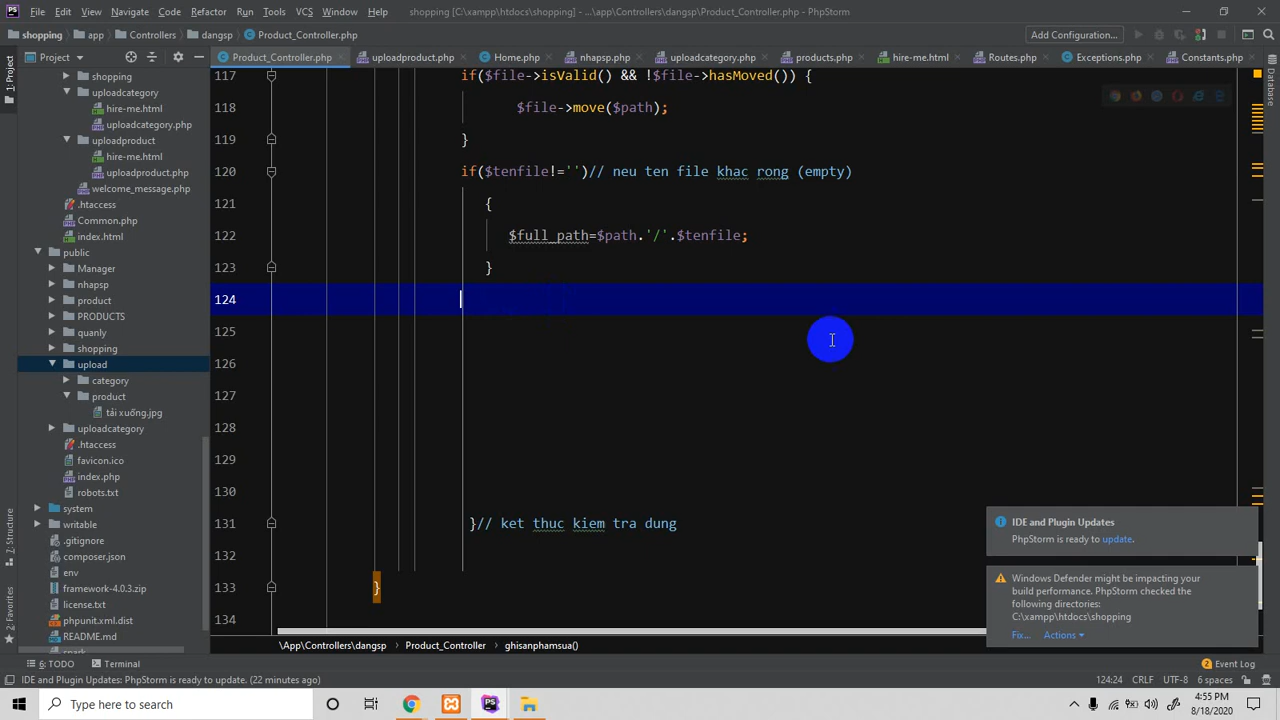 File Edit View Navigate Code Refactor Run Tools VCS Window Help shopping [C:\xampp\htdocs\shopping] - ...\app\Controllers\dangsp\Product_Controller.php - PhpStorm
shopping app Controllers dangsp Product_Controller.php Add Configuration...
Project Product_Controller.php uploadproduct.php Home.php nhapsp.php uploadcategory.php products.php hire-me.html Routes.php Exceptions.php Constants.php
1: Project
7: Structure
2: Favorites
Database
shopping
uploadcategory
hire-me.html
uploadcategory.php
uploadproduct
hire-me.html
uploadproduct.php
welcome_message.php
.htaccess
Common.php
index.html
public
Manager
nhapsp
product
PRODUCTS
quanly
shopping
upload
category
product
tải xuống.jpg
uploadcategory
.htaccess
favicon.ico
index.php
robots.txt
system
writable
.gitignore
composer.json
env
framework-4.0.3.zip
license.txt
phpunit.xml.dist
README.md
spark
117 if($file->isValid() && !$file->hasMoved()) {
118 $file->move($path);
119 }
120 if($tenfile!='')// neu ten file khac rong (empty)
121 {
122 $full_path=$path.'/'.$tenfile;
123 }
124
125
126
127
128
129
130
131 }// ket thuc kiem tra dung
132
133 }
134
IDE and Plugin Updates
PhpStorm is ready to update.
Windows Defender might be impacting your
build performance. PhpStorm checked the
following directories:
C:\xampp\htdocs\shopping
Fix... Actions
\App\Controllers\dangsp Product_Controller ghisanphamsua()
6: TODO Terminal 2 Event Log
IDE and Plugin Updates: PhpStorm is ready to update. (22 minutes ago) 124:24 CRLF UTF-8 6 spaces
Type here to search
PS
4:55 PM
8/18/2020